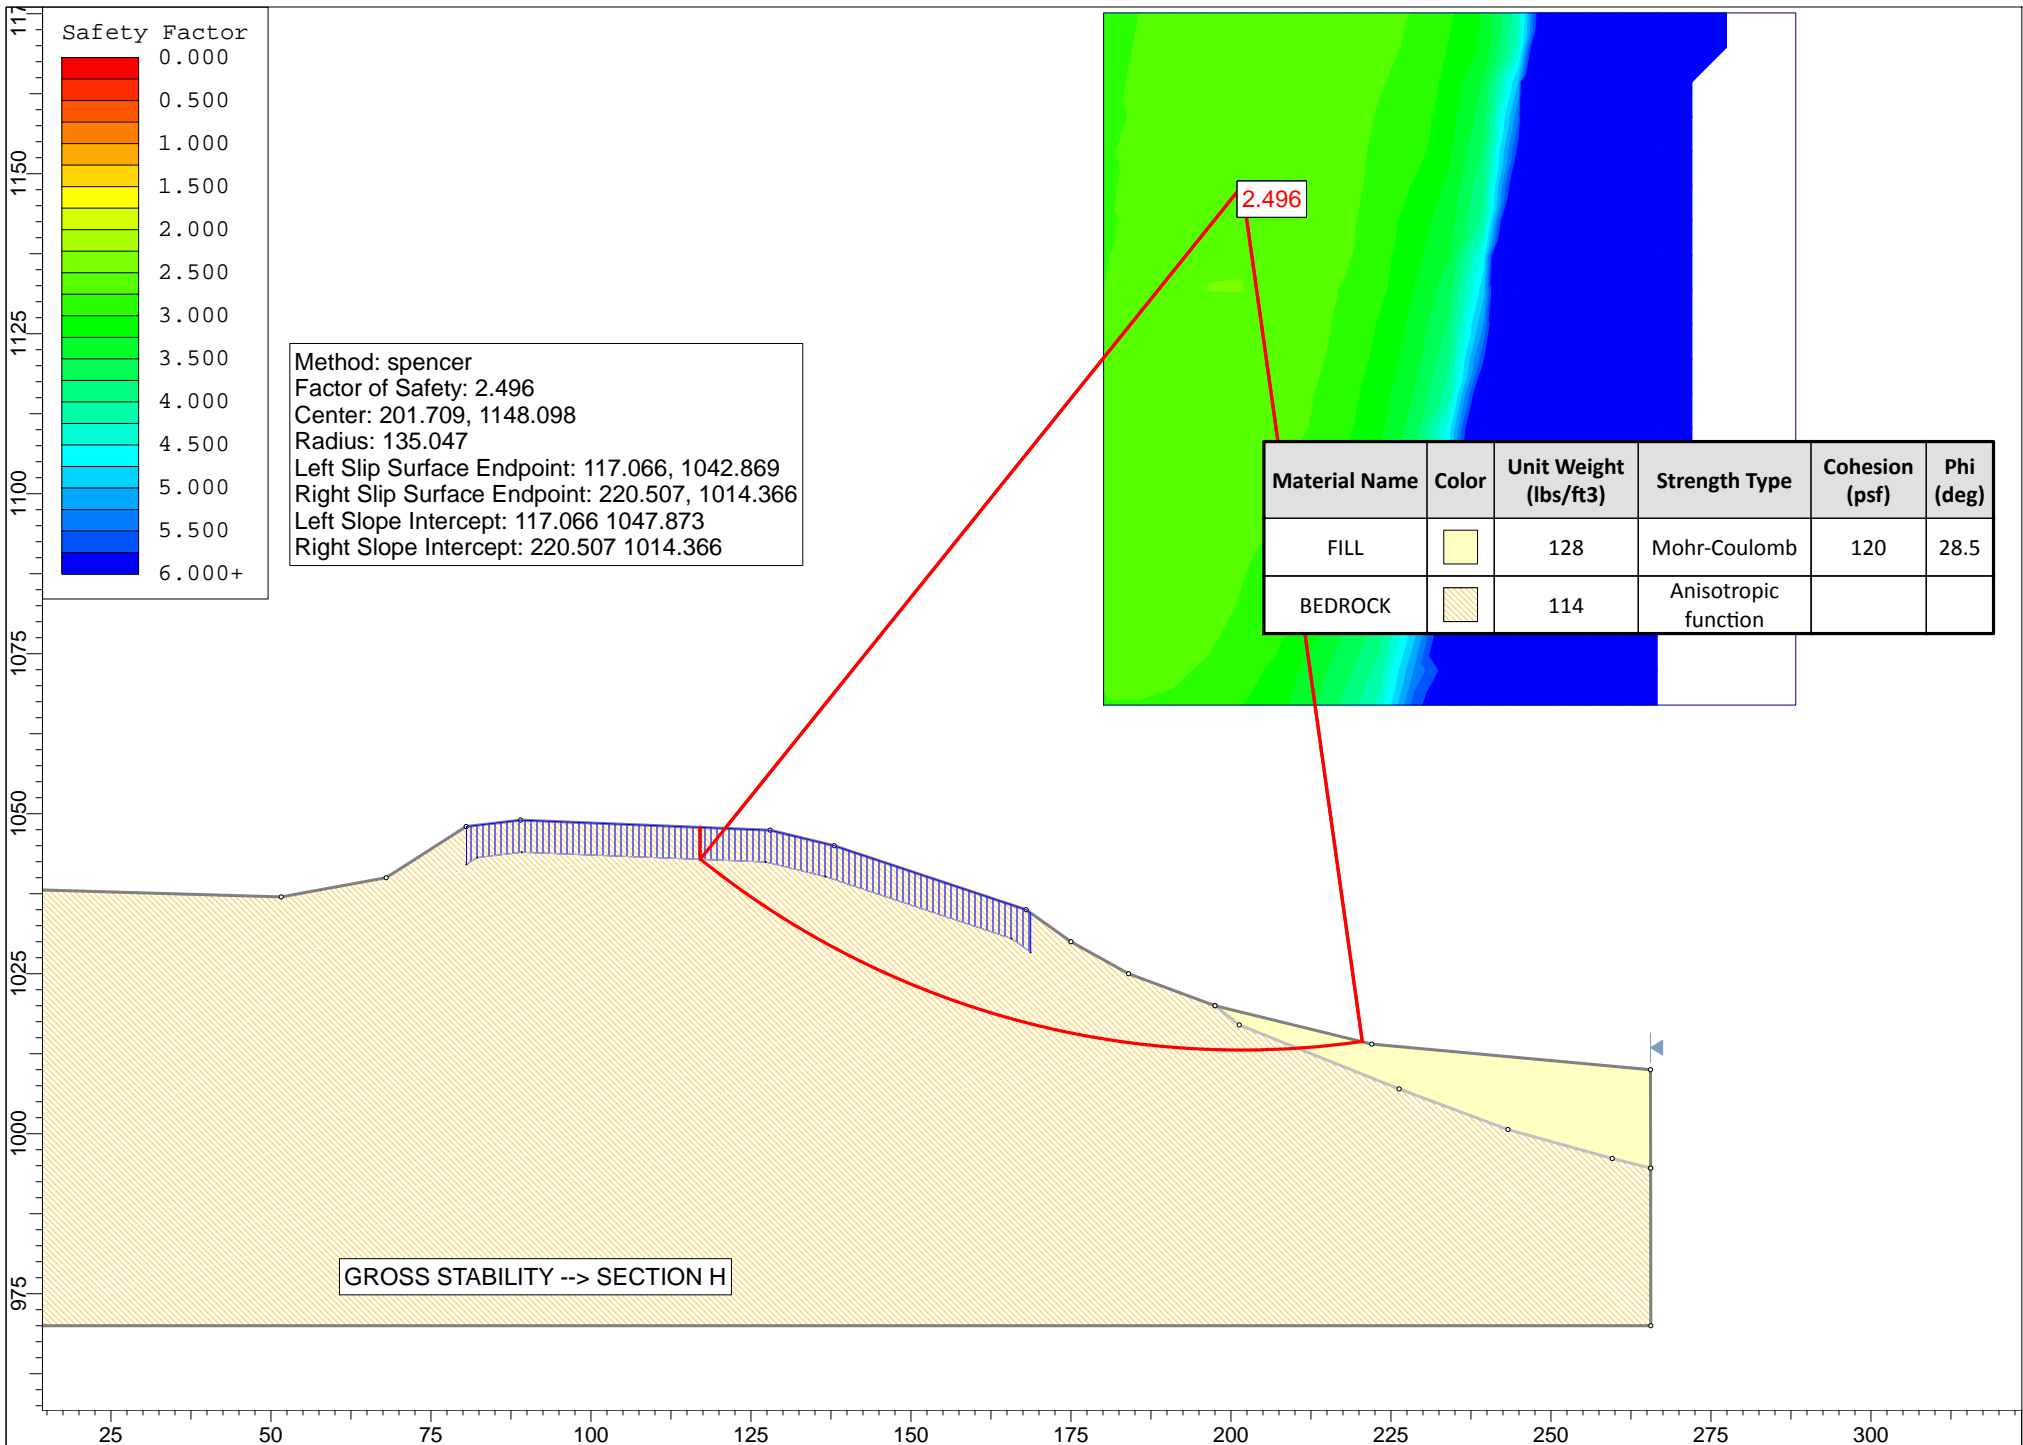 Safety Factor
0.000
0.500
1.000
1.500
2.000
2.500
3.000
3.500
4.000
4.500
5.000
5.500
6.000+
2.496
Method: spencer
Factor of Safety: 2.496
Center: 201.709, 1148.098
Radius: 135.047
Left Slip Surface Endpoint: 117.066, 1042.869
Right Slip Surface Endpoint: 220.507, 1014.366
Left Slope Intercept: 117.066 1047.873
Right Slope Intercept: 220.507 1014.366
Material Name Color Unit Weight (lbs/ft3) Strength Type Cohesion (psf) Phi (deg)
FILL 128 Mohr-Coulomb 120 28.5
BEDROCK 114 Anisotropic function
GROSS STABILITY --> SECTION H
1150
1125
1100
1075
1050
1025
1000
975
25 50 75 100 125 150 175 200 225 250 275 300